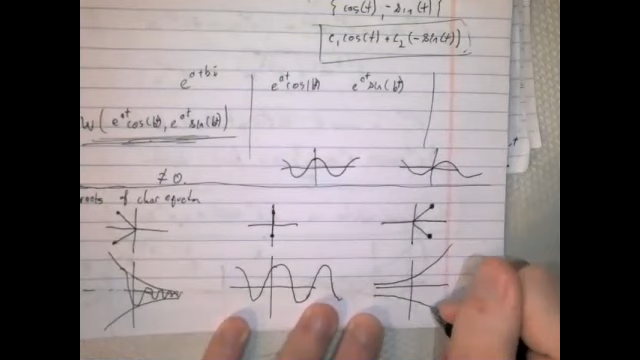 { cos(t), -sin(t) }
c₁ cos(t) + c₂ (-sin(t))
e^{a+bi}
e^{at} cos(bt) e^{at} sin(bt)
W( e^{at} cos(bt), e^{at} sin(bt) )
≠ 0.
roots of char equation